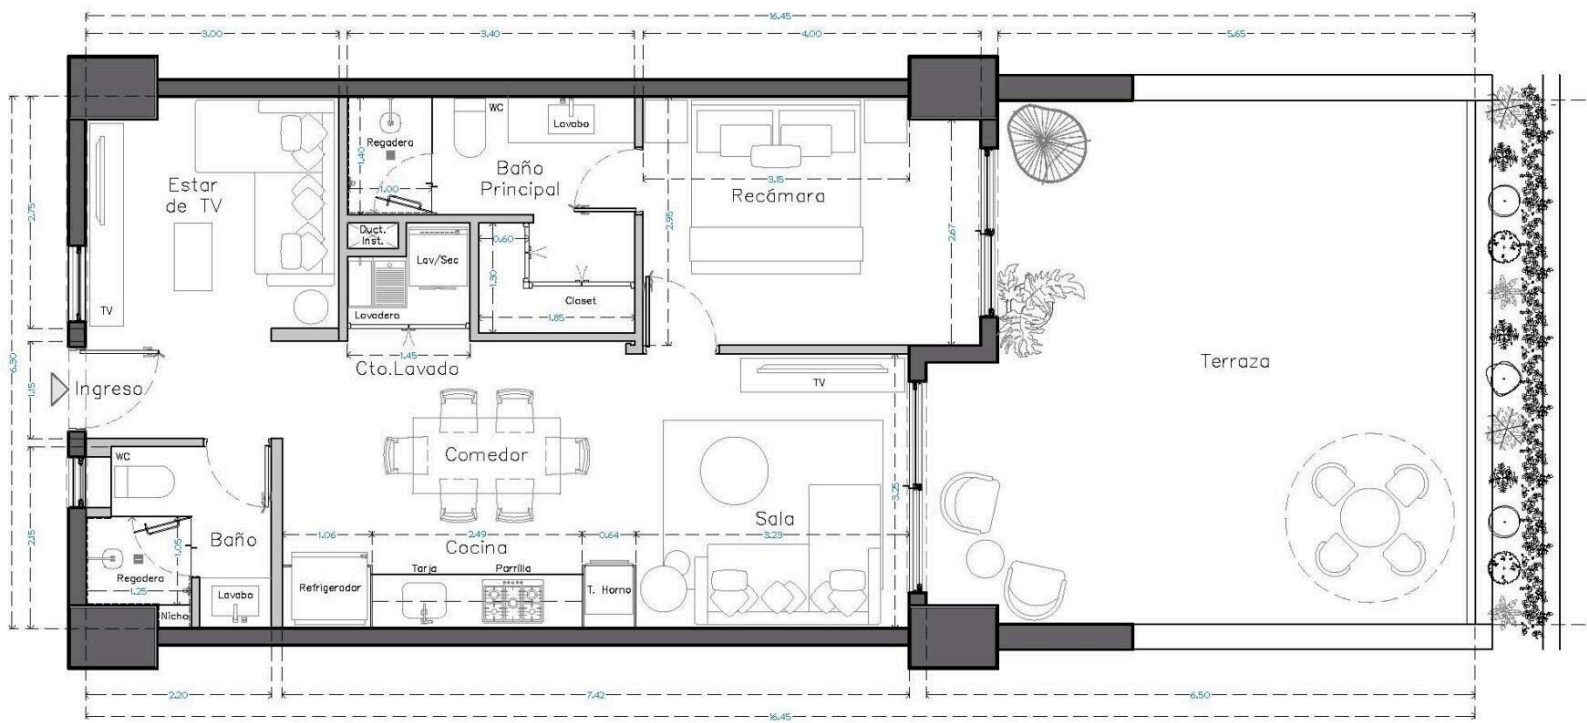 16.45
3.00
3.40
4.00
5.65
WC
Lavabo
Regadera
1.40
1.00
Baño
Principal
Estar
de TV
3.15
Recámara
2.75
2.95
2.67
Duct.
Inst.
0.60
Lav/Sec
1.30
Closet
TV
Lavadero
1.85
1.45
Cto.Lavado
6.30
1.15
Ingreso
TV
Terraza
WC
Comedor
3.25
2.15
1.05
Baño
1.06
2.49
0.64
Sala
3.23
Cocina
Tarja
Parrilla
Regadera
1.25
Refrigerador
T. Horno
Lavabo
Nicho
2.20
7.42
6.50
16.45